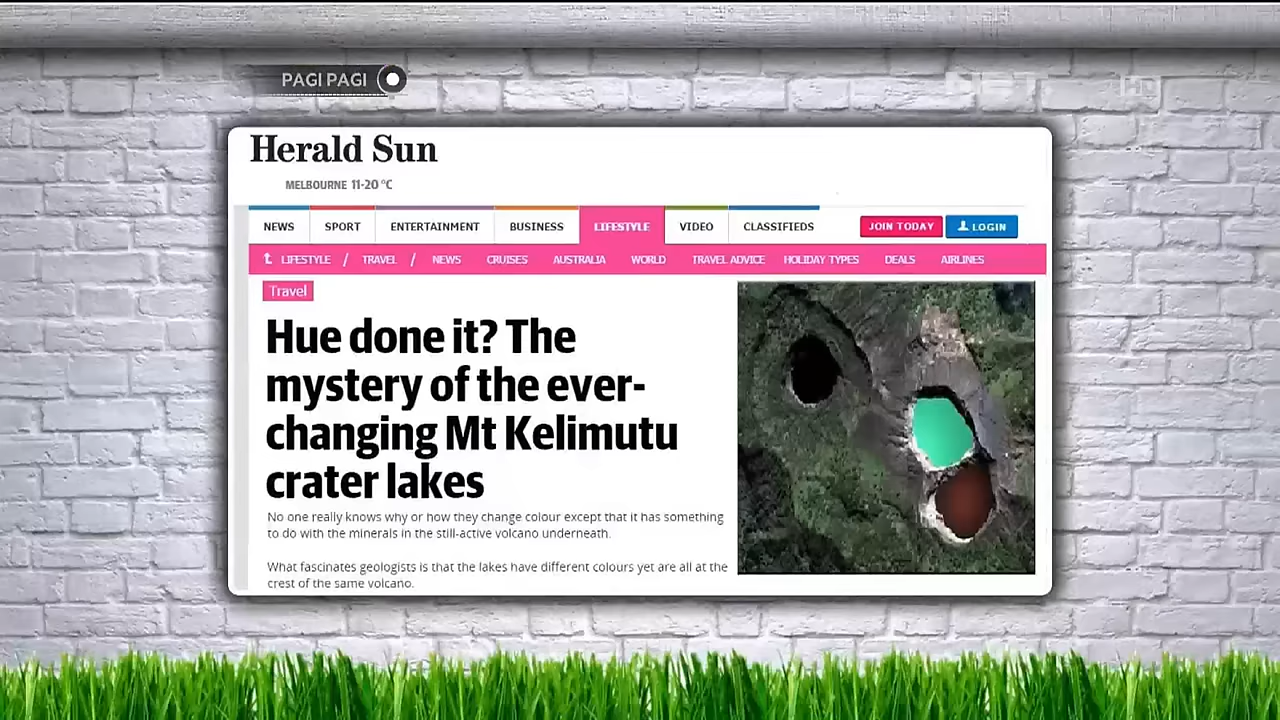 PAGI PAGI
NET
HD
Herald Sun
MELBOURNE 11-20 °C
NEWS SPORT ENTERTAINMENT BUSINESS LIFESTYLE VIDEO CLASSIFIEDS JOIN TODAY LOGIN
LIFESTYLE / TRAVEL / NEWS CRUISES AUSTRALIA WORLD TRAVEL ADVICE HOLIDAY TYPES DEALS AIRLINES
Travel
Hue done it? The
mystery of the ever-
changing Mt Kelimutu
crater lakes
No one really knows why or how they change colour except that it has something
to do with the minerals in the still-active volcano underneath.
What fascinates geologists is that the lakes have different colours yet are all at the
crest of the same volcano.